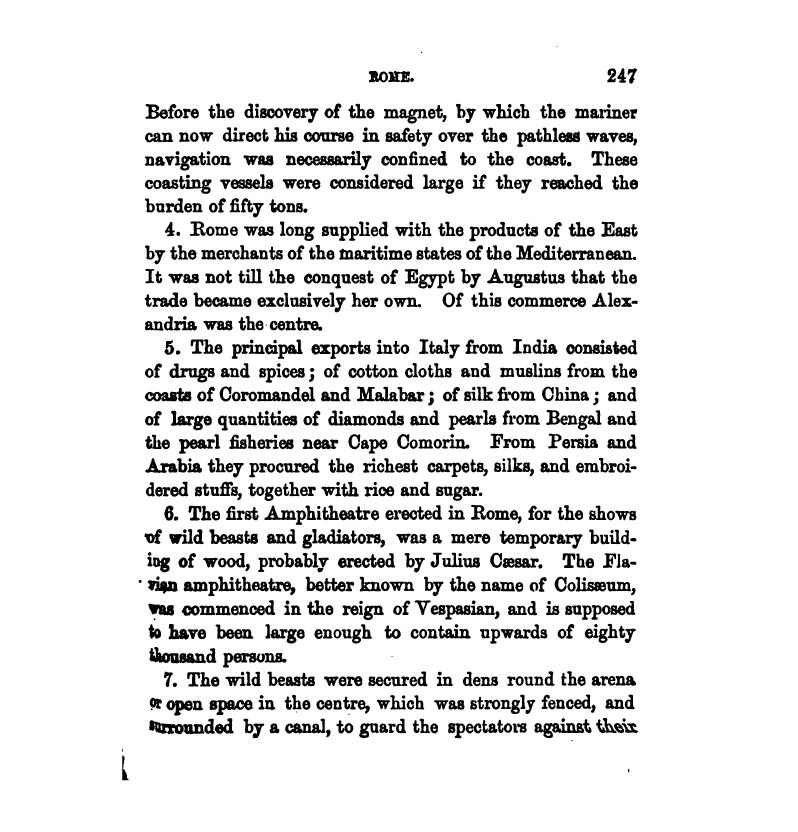 ROME. 247
Before the discovery of the magnet, by which the mariner
can now direct his course in safety over the pathless waves,
navigation was necessarily confined to the coast. These
coasting vessels were considered large if they reached the
burden of fifty tons.
4. Rome was long supplied with the products of the East
by the merchants of the maritime states of the Mediterranean.
It was not till the conquest of Egypt by Augustus that the
trade became exclusively her own. Of this commerce Alex-
andria was the centre.
5. The principal exports into Italy from India consisted
of drugs and spices; of cotton cloths and muslins from the
coasts of Coromandel and Malabar; of silk from China; and
of large quantities of diamonds and pearls from Bengal and
the pearl fisheries near Cape Comorin. From Persia and
Arabia they procured the richest carpets, silks, and embroi-
dered stuffs, together with rice and sugar.
6. The first Amphitheatre erected in Rome, for the shows
of wild beasts and gladiators, was a mere temporary build-
ing of wood, probably erected by Julius Cæsar. The Fla-
vian amphitheatre, better known by the name of Colisæum,
was commenced in the reign of Vespasian, and is supposed
to have been large enough to contain upwards of eighty
thousand persons.
7. The wild beasts were secured in dens round the arena
or open space in the centre, which was strongly fenced, and
surrounded by a canal, to guard the spectators against their